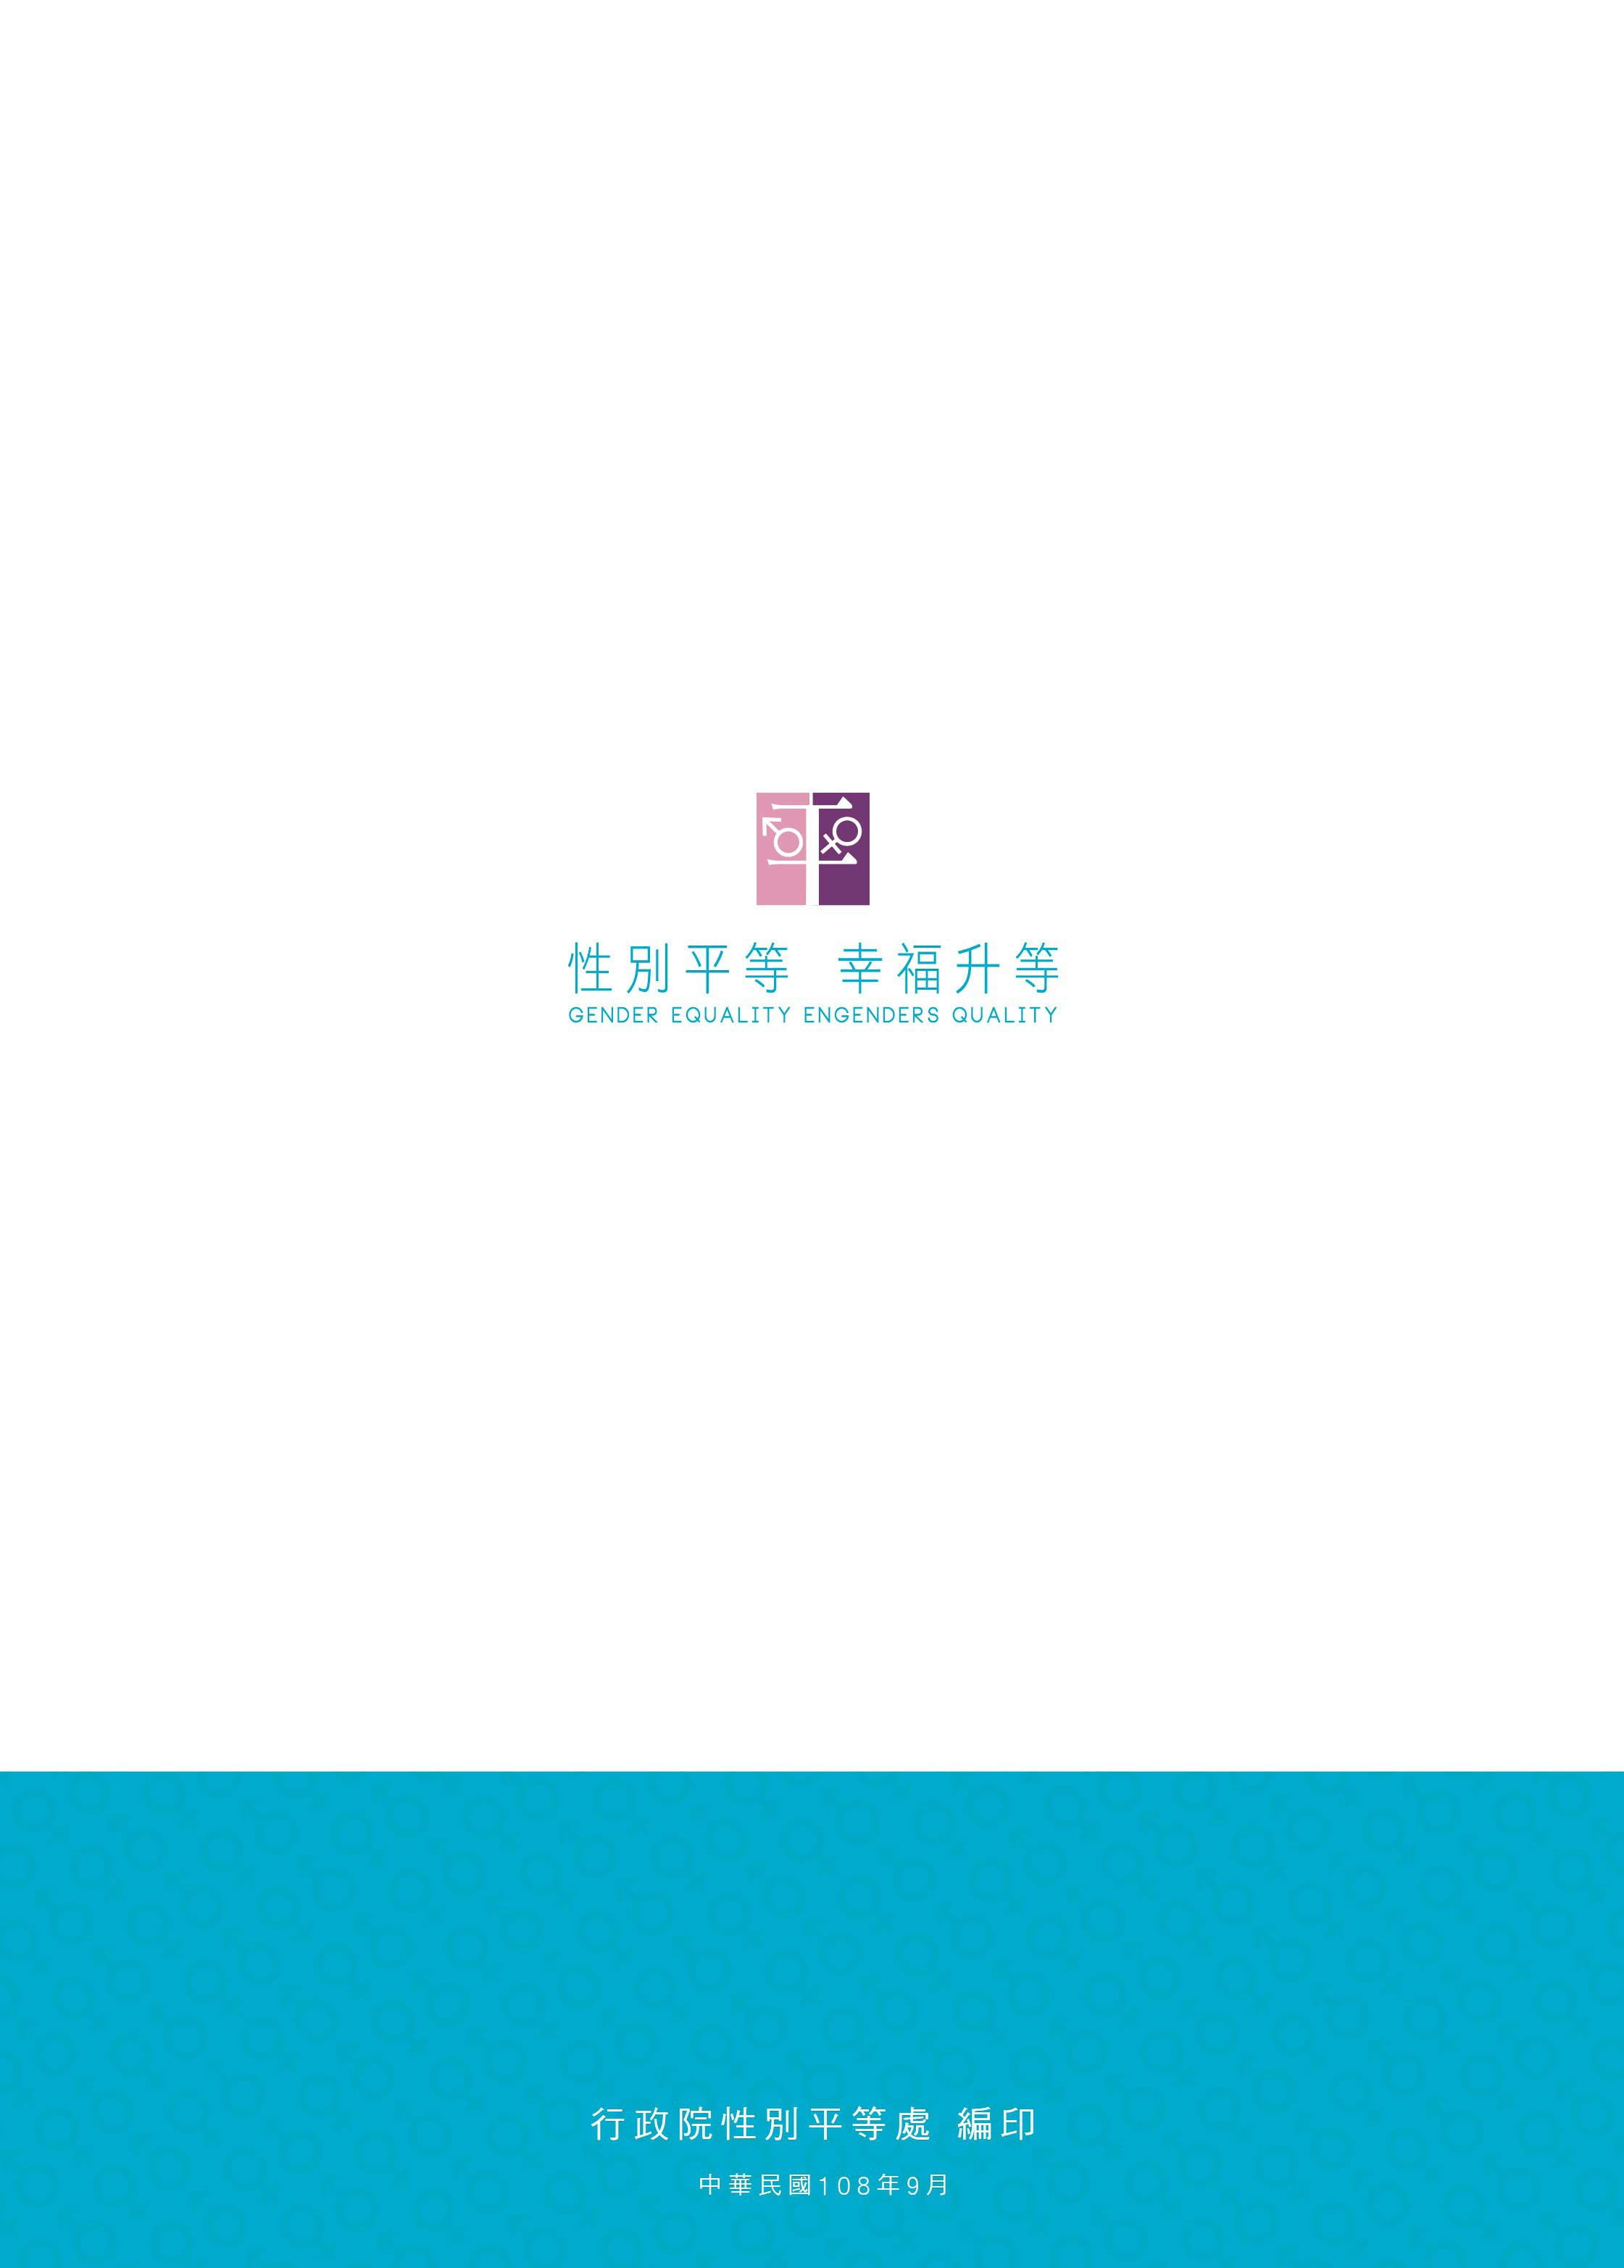 平
性別平等 幸福升等
GENDER EQUALITY ENGENDERS QUALITY
行政院性別平等處 編印
中華民國108年9月